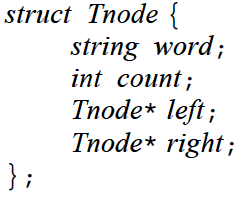 struct Tnode {
string word;
int count;
Tnode* left;
Tnode* right;
};